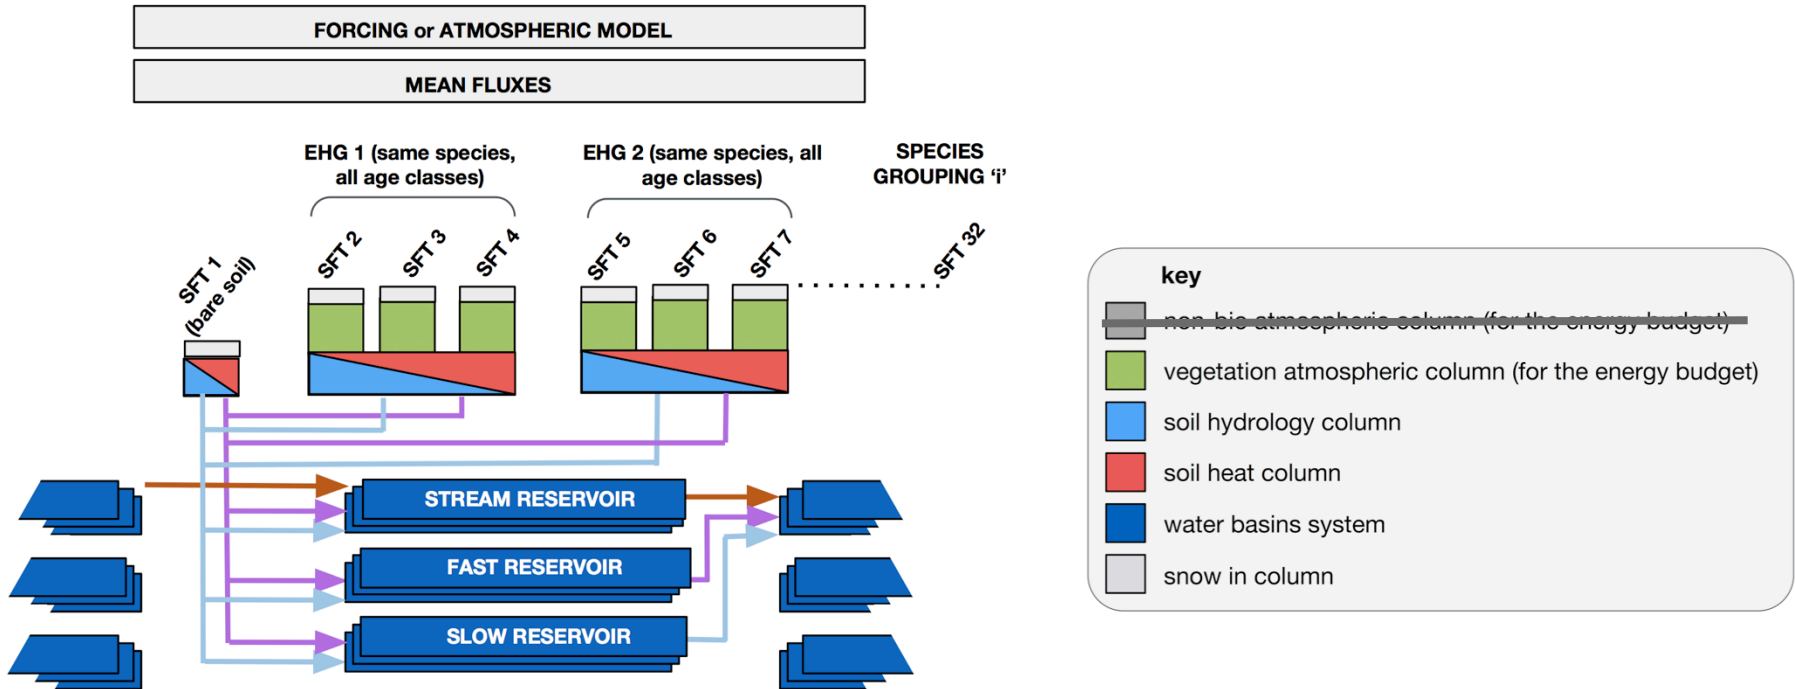 FORCING or ATMOSPHERIC MODEL
MEAN FLUXES
EHG 1 (same species,
all age classes)
EHG 2 (same species, all
age classes)
SPECIES
GROUPING ‘i’
SFT 1
(bare soil)
SFT 2
SFT 3
SFT 4
SFT 5
SFT 6
SFT 7
SFT 32
STREAM RESERVOIR
FAST RESERVOIR
SLOW RESERVOIR
key
non-bio atmospheric column (for the energy budget)
vegetation atmospheric column (for the energy budget)
soil hydrology column
soil heat column
water basins system
snow in column